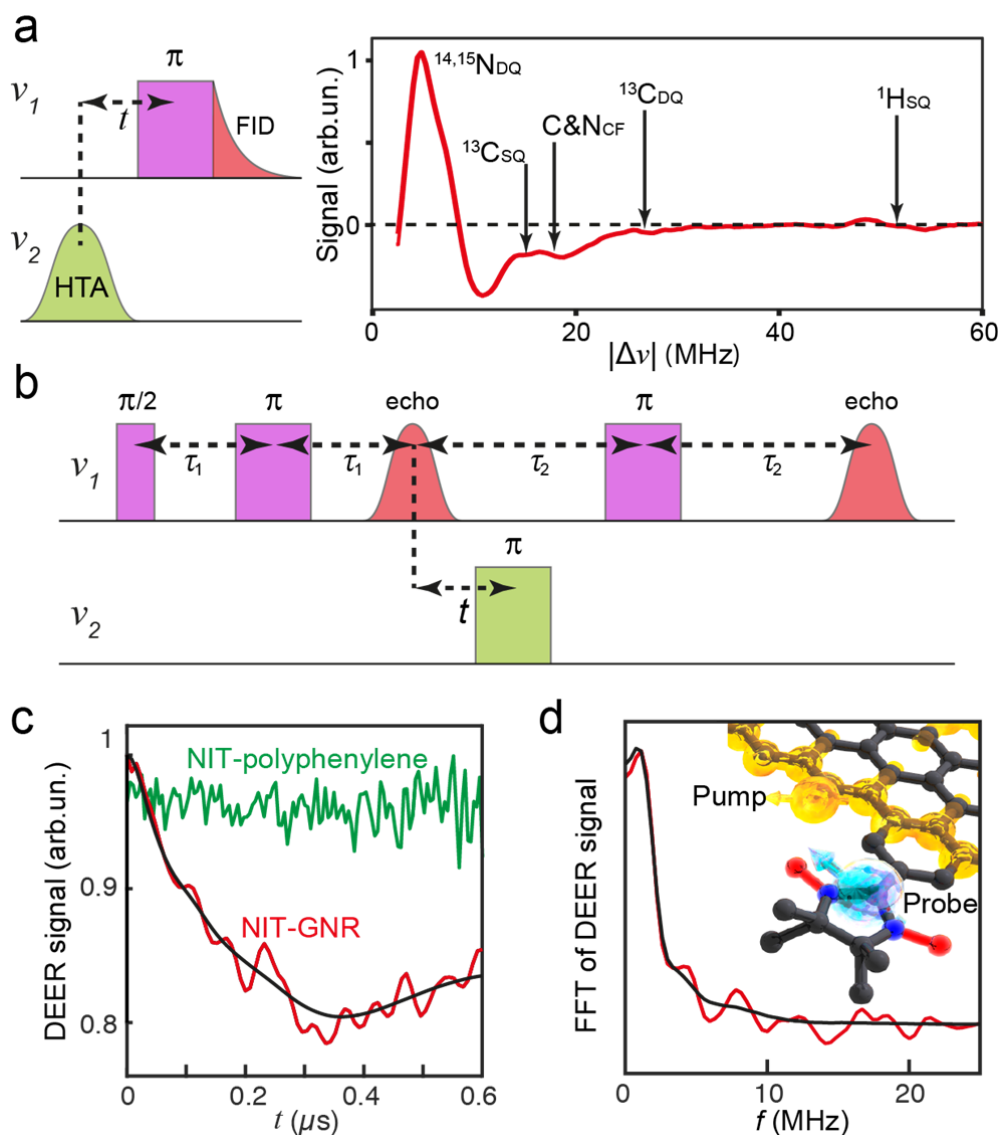 a
π
ν1
t
FID
ν2
HTA
Signal (arb.un.)
1
0
14,15NDQ
13CSQ
C&NCF
13CDQ
1HSQ
0 20 40 60
|Δν| (MHz)
b
π/2 π echo π echo
ν1
τ1 τ1 τ2 τ2
π
t
ν2
c
DEER signal (arb.un.)
1
0.9
0.8
NIT-polyphenylene
NIT-GNR
0 0.2 0.4 0.6
t (μs)
d
FFT of DEER signal
Pump
Probe
0 10 20
f (MHz)